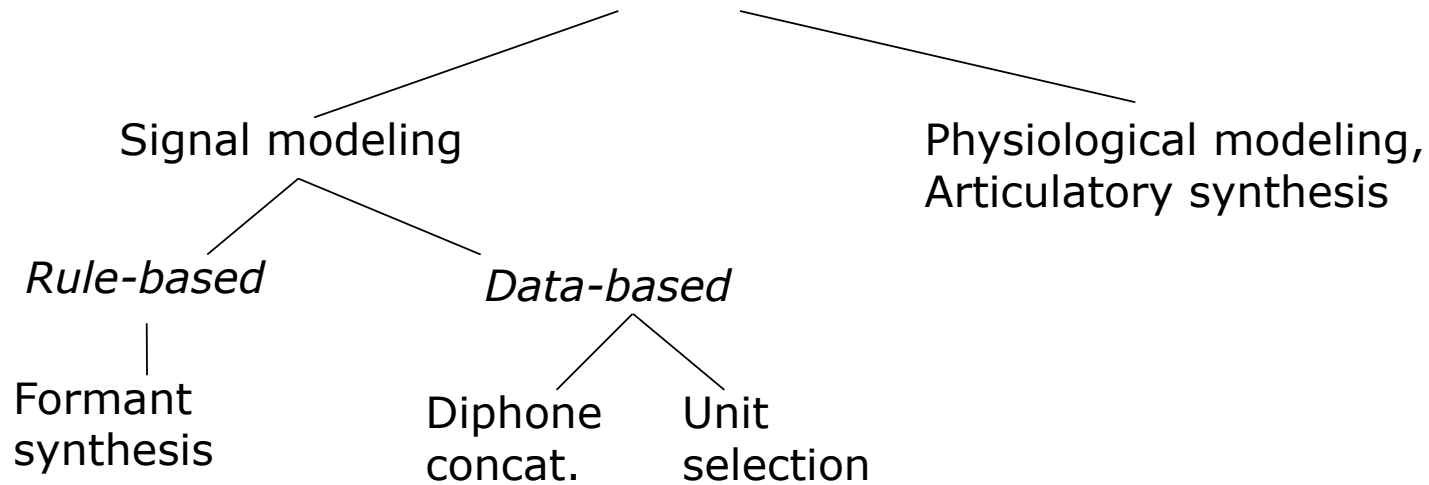 Signal modeling
Physiological modeling,
Articulatory synthesis
Rule-based
Data-based
Formant
synthesis
Diphone
concat.
Unit
selection